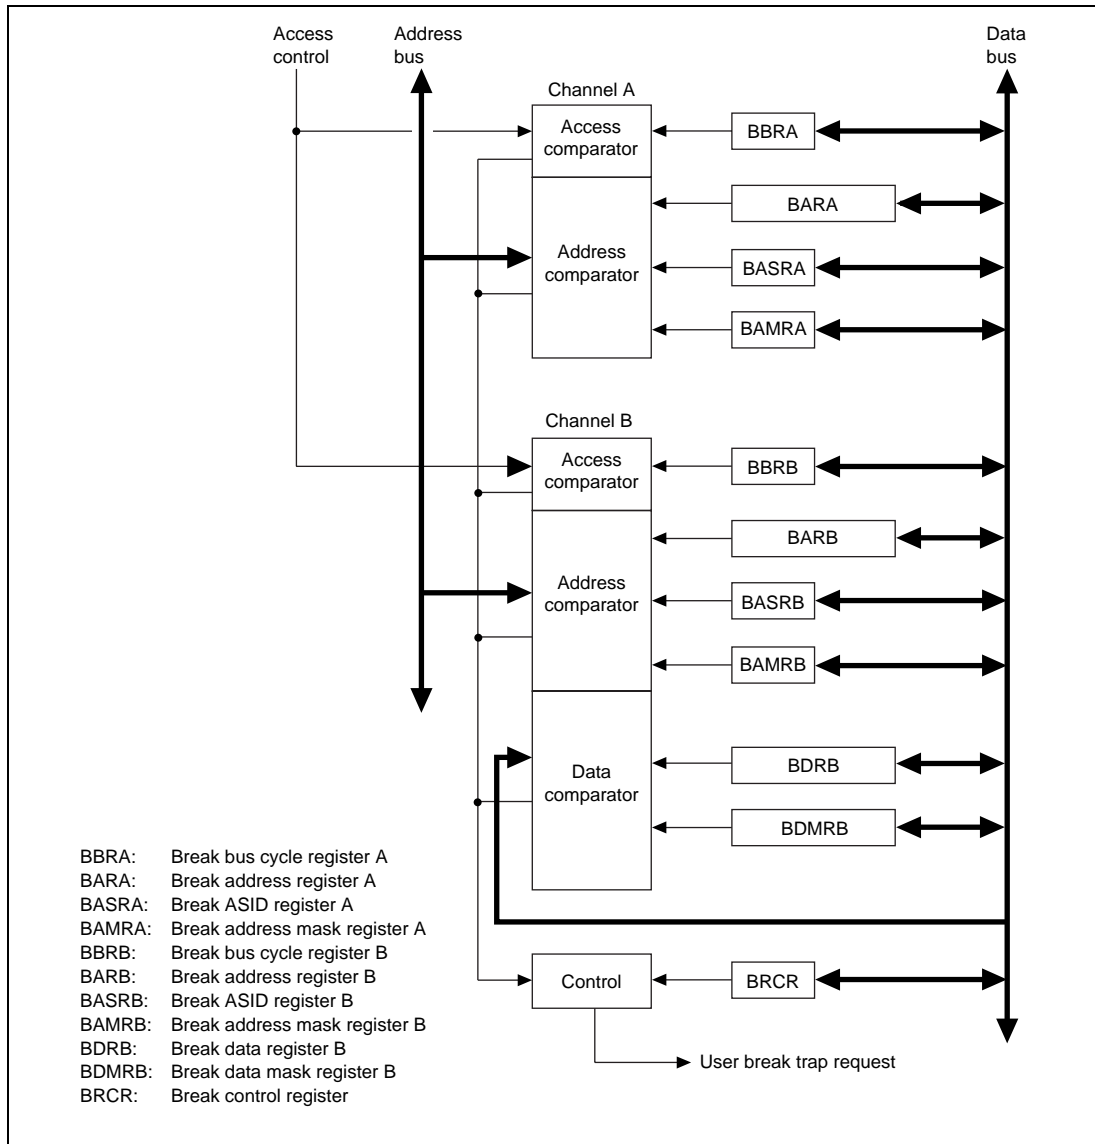 Access
control
Address
bus
Data
bus
Channel A
Access
comparator
BBRA
BARA
Address
comparator
BASRA
BAMRA
Channel B
Access
comparator
BBRB
BARB
Address
comparator
BASRB
BAMRB
Data
comparator
BDRB
BDMRB
BBRA: Break bus cycle register A
BARA: Break address register A
BASRA: Break ASID register A
BAMRA: Break address mask register A
BBRB: Break bus cycle register B
BARB: Break address register B
BASRB: Break ASID register B
BAMRB: Break address mask register B
BDRB: Break data register B
BDMRB: Break data mask register B
BRCR: Break control register
Control
BRCR
User break trap request